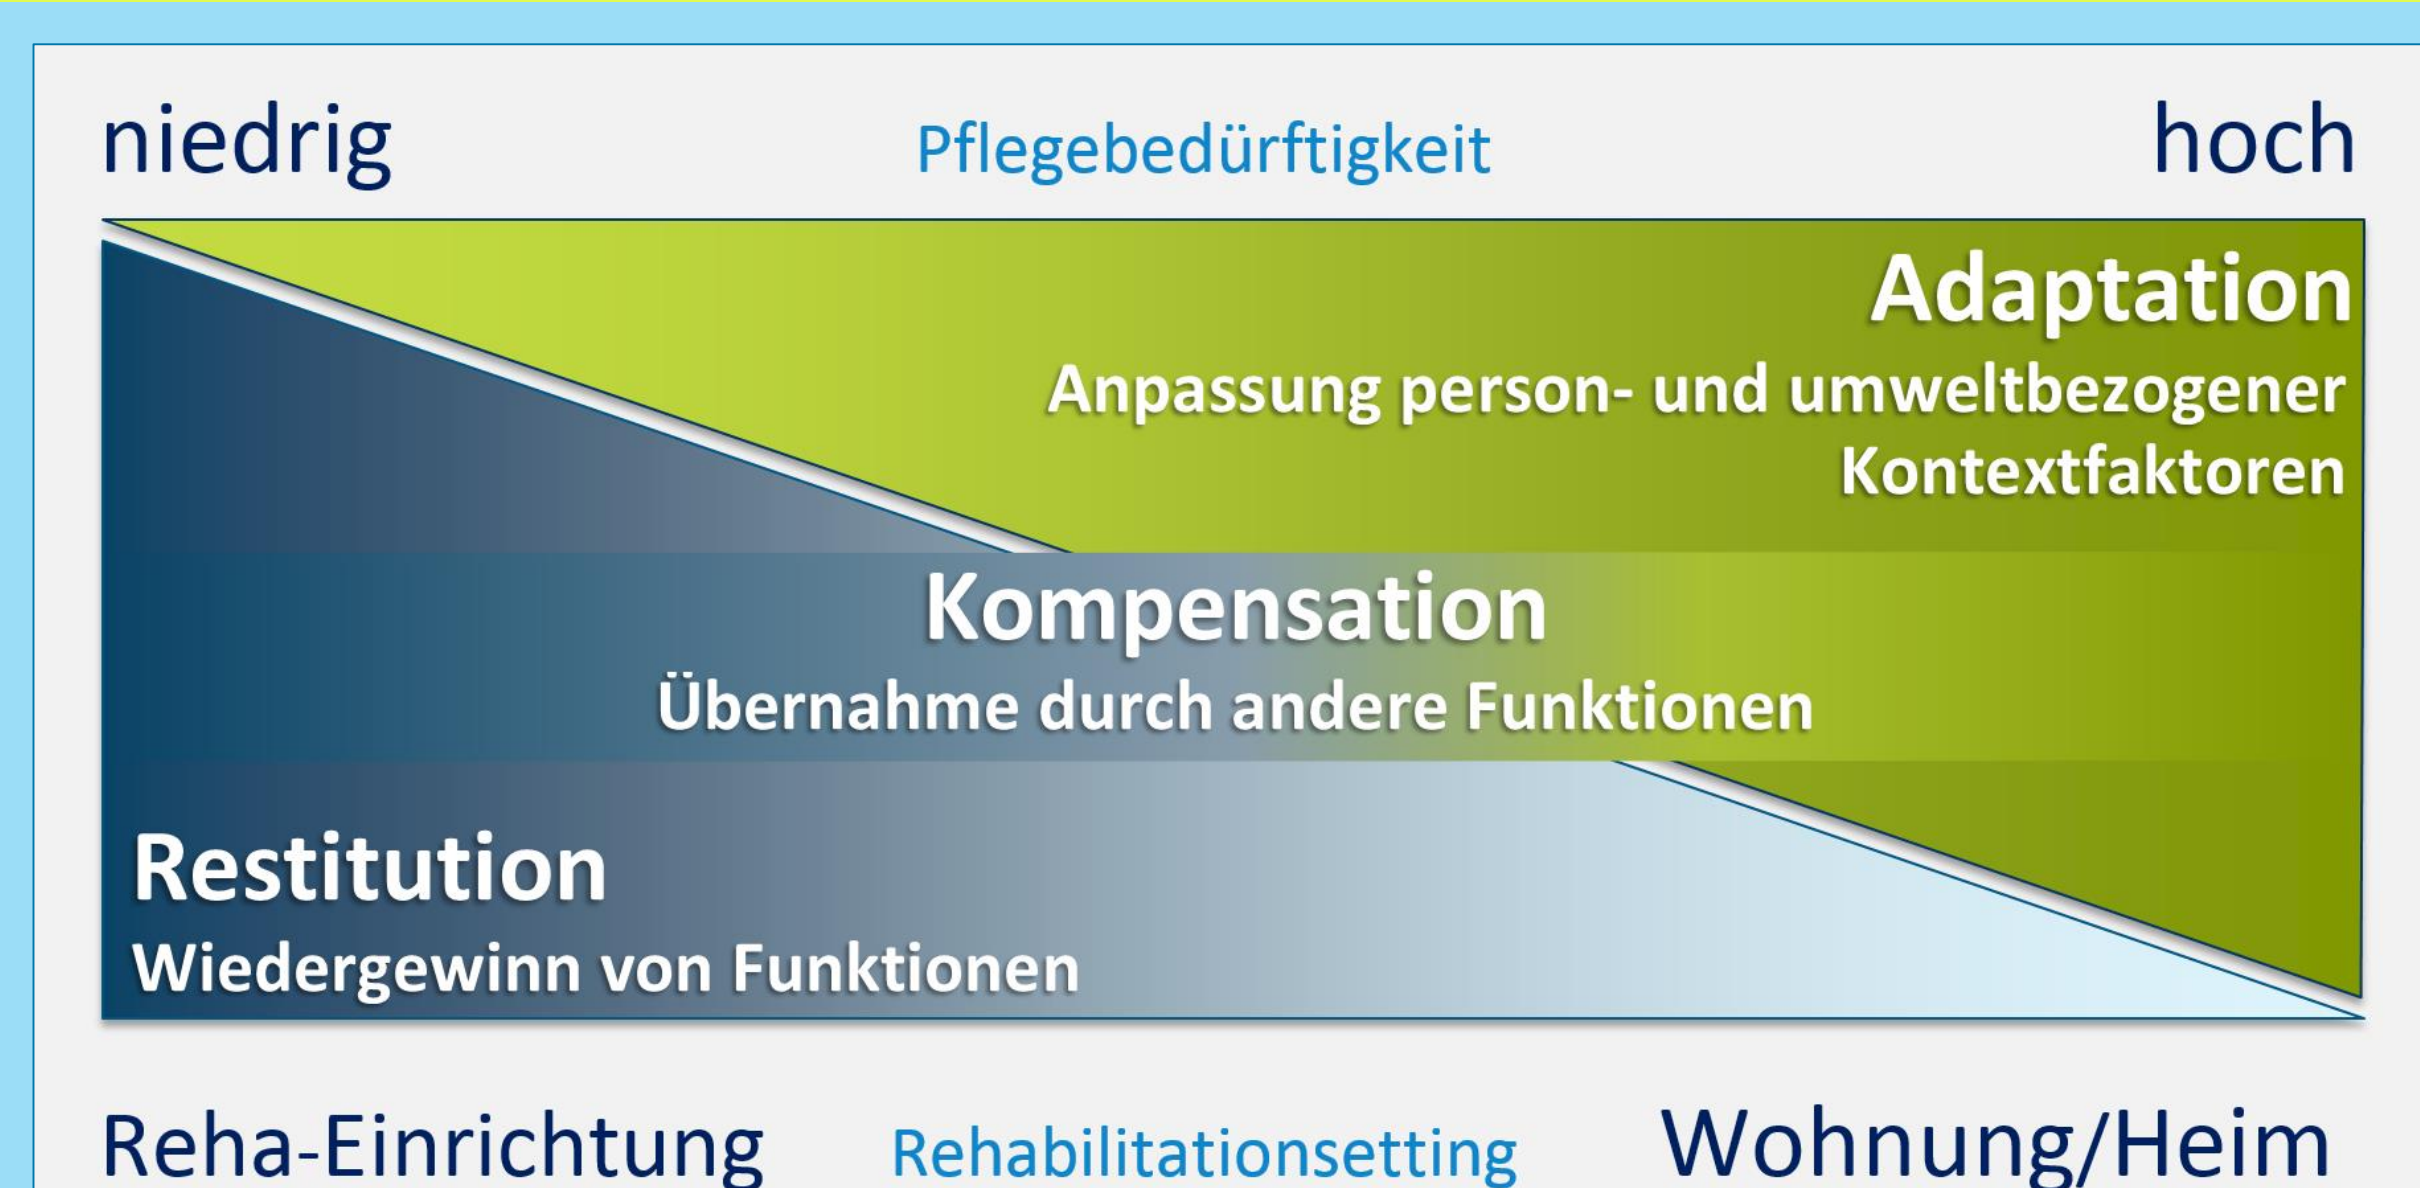 niedrig Pflegebedürftigkeit hoch
Adaptation
Anpassung person- und umweltbezogener
Kontextfaktoren
Kompensation
Übernahme durch andere Funktionen
Restitution
Wiedergewinn von Funktionen
Reha-Einrichtung Rehabilitationsetting Wohnung/Heim